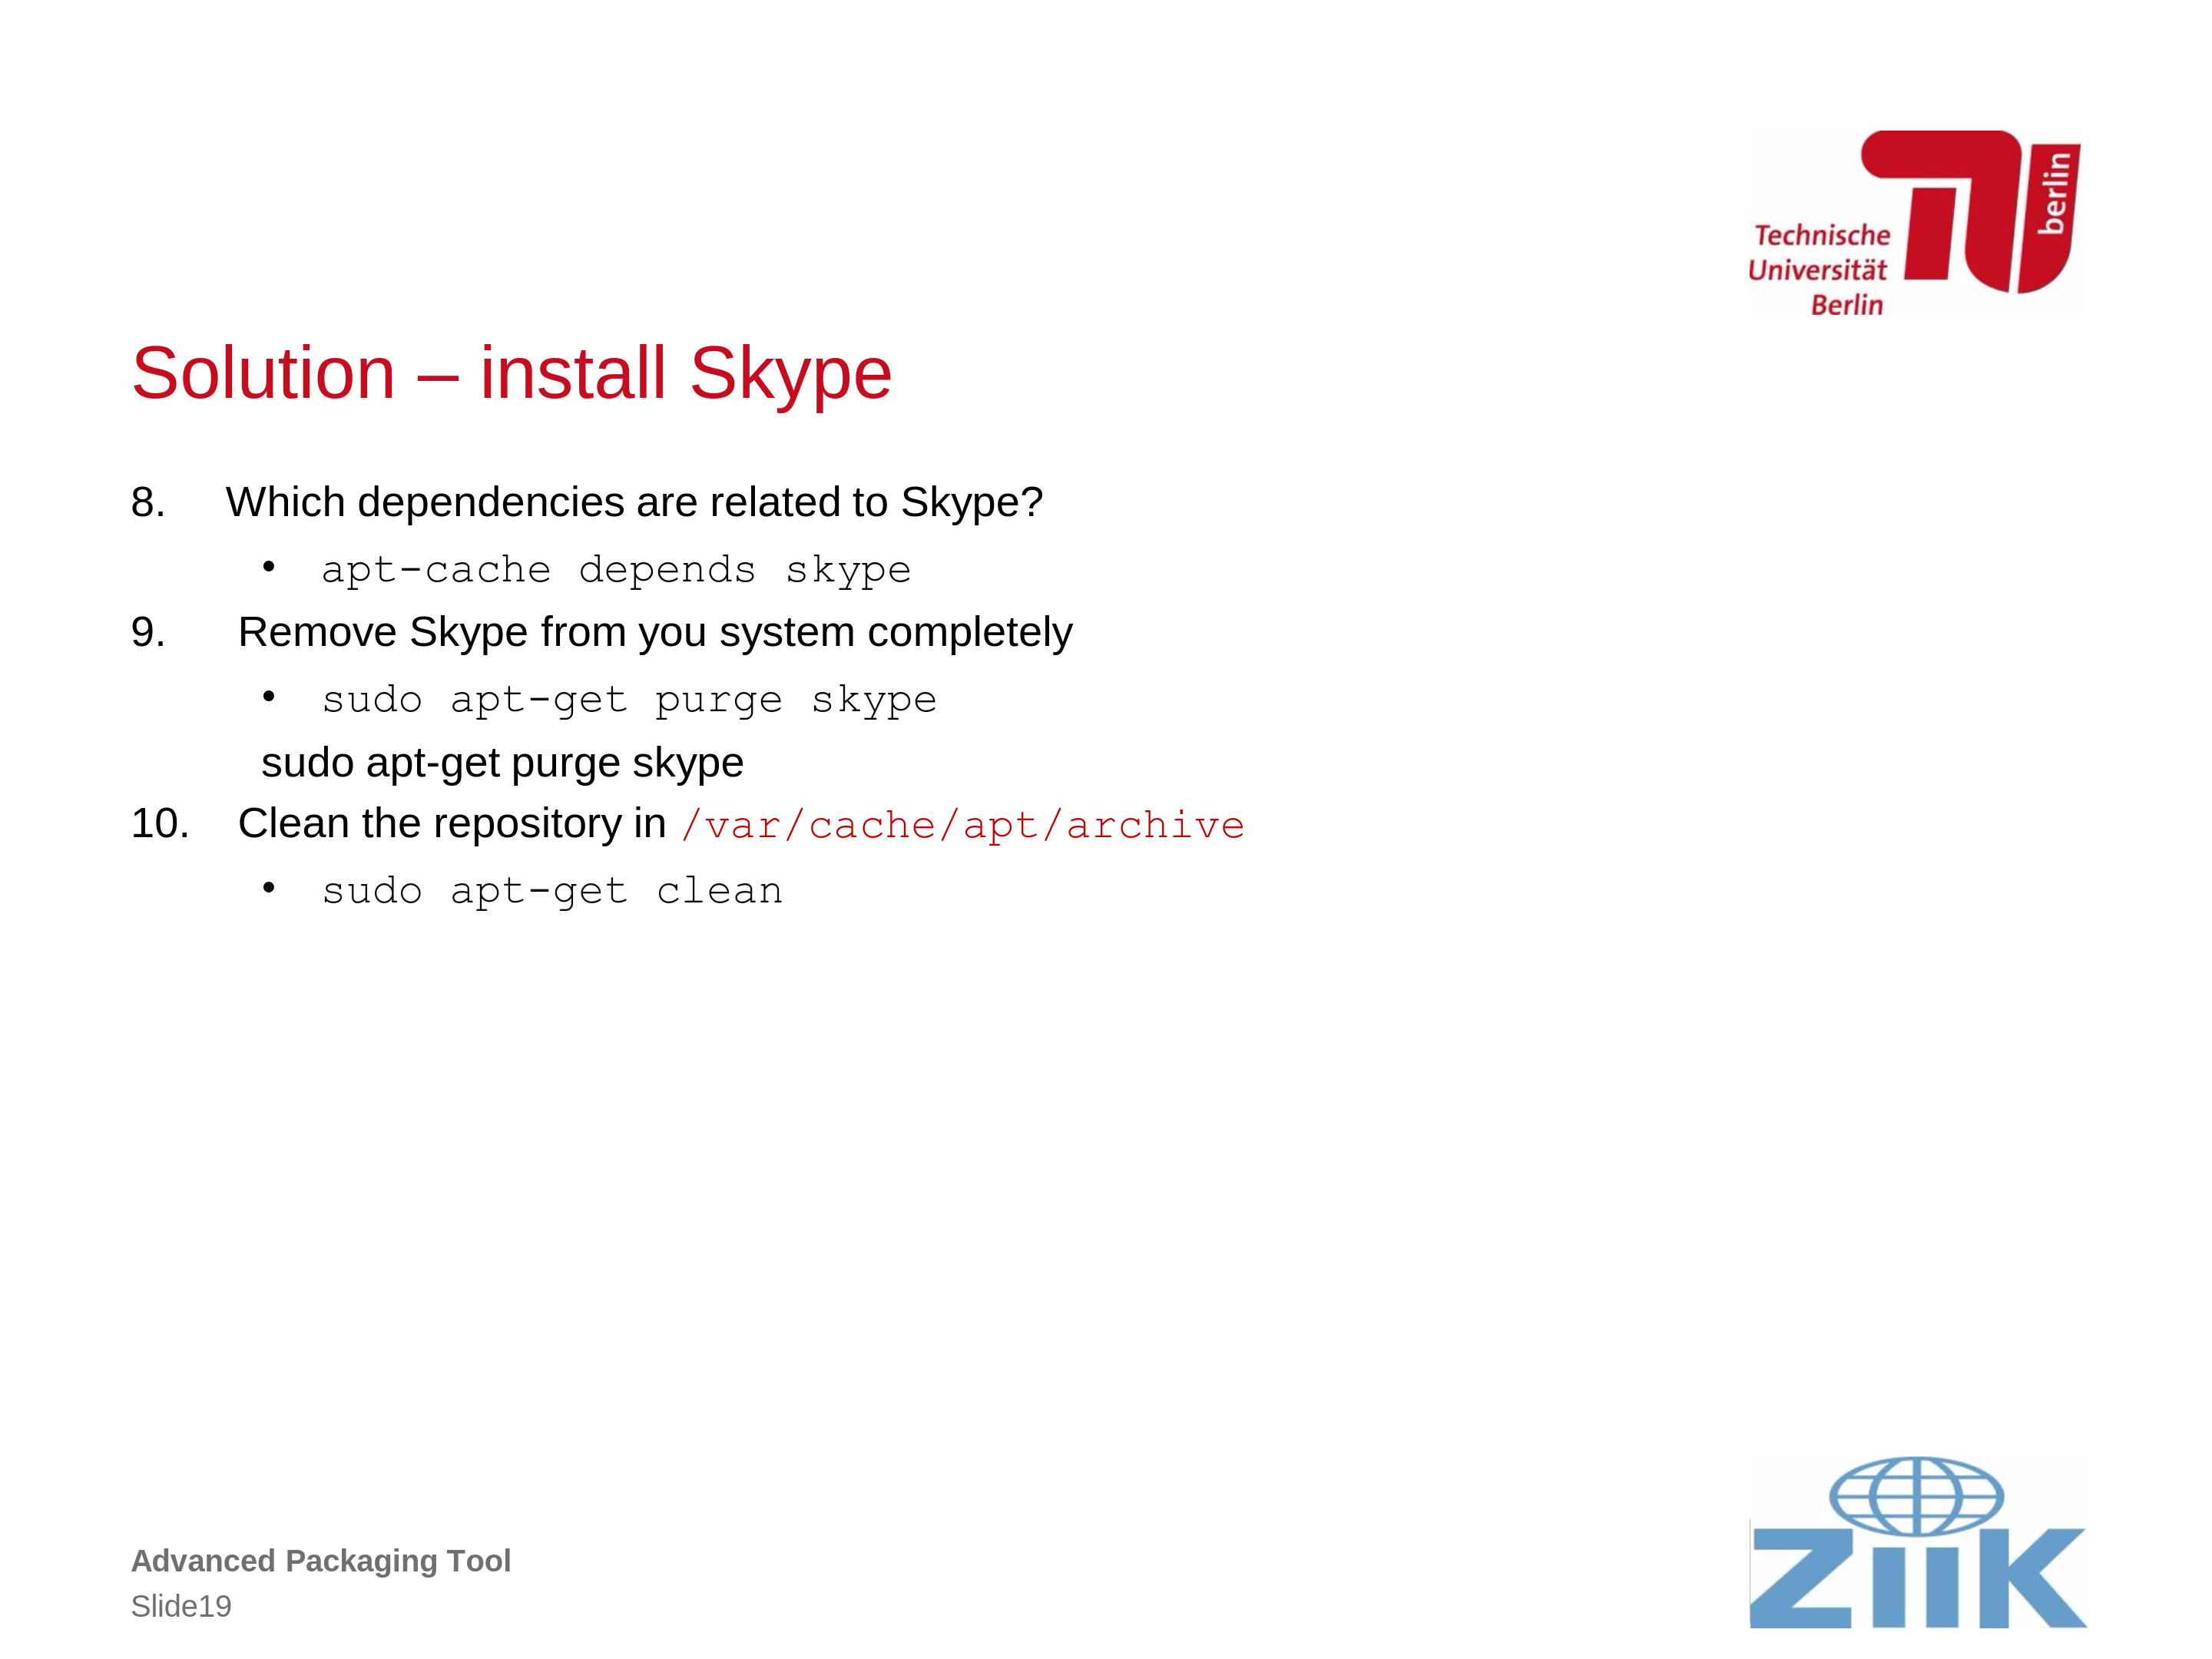 berlin
Technische
Universität
Berlin
Solution – install Skype
8. Which dependencies are related to Skype?
• apt-cache depends skype
9. Remove Skype from you system completely
• sudo apt-get purge skype
sudo apt-get purge skype
10. Clean the repository in /var/cache/apt/archive
• sudo apt-get clean
Advanced Packaging Tool
Slide19
ZiiK